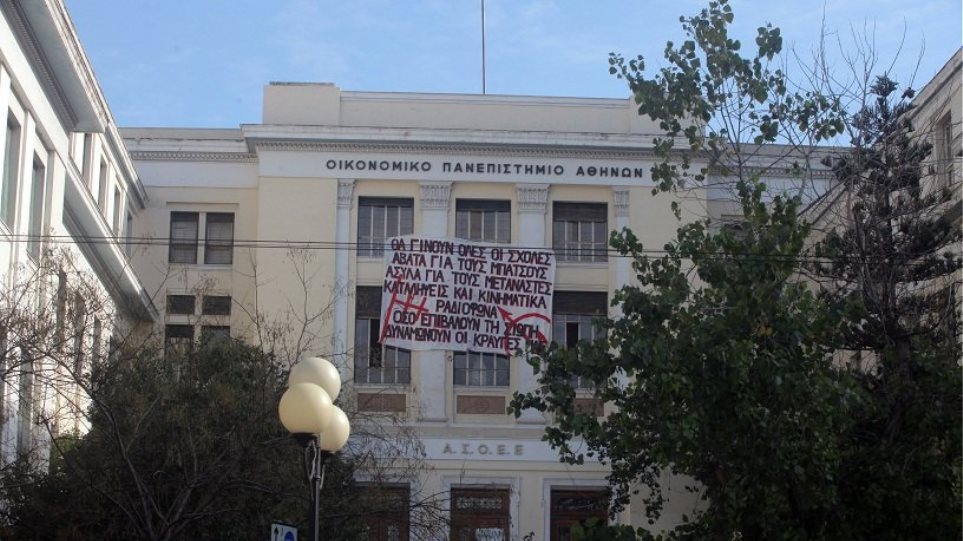 ΟΙΚΟΝΟΜΙΚΟ ΠΑΝΕΠΙΣΤΗΜΙΟ ΑΘΗΝΩΝ
ΘΑ ΓΙΝΟΥΝ ΟΛΕΣ ΟΙ ΣΧΟΛΕΣ
ΑΒΑΤΑ ΓΙΑ ΤΟΥΣ ΜΠΑΤΣΟΥΣ
ΑΣΥΛΑ ΓΙΑ ΤΟΥΣ ΜΕΤΑΝΑΣΤΕΣ
ΚΑΤΑΛΗΨΕΙΣ ΚΑΙ ΚΙΝΗΜΑΤΙΚΑ
ΡΑΔΙΟΦΩΝΑ
ΟΣΟ ΕΠΙΒΑΛΟΥΝ ΤΗ ΣΙΩΠΗ
ΔΥΝΑΜΩΝΟΥΝ ΟΙ ΚΡΑΥΓΕΣ ΜΑΣ
Α.Σ.Ο.Ε.Ε